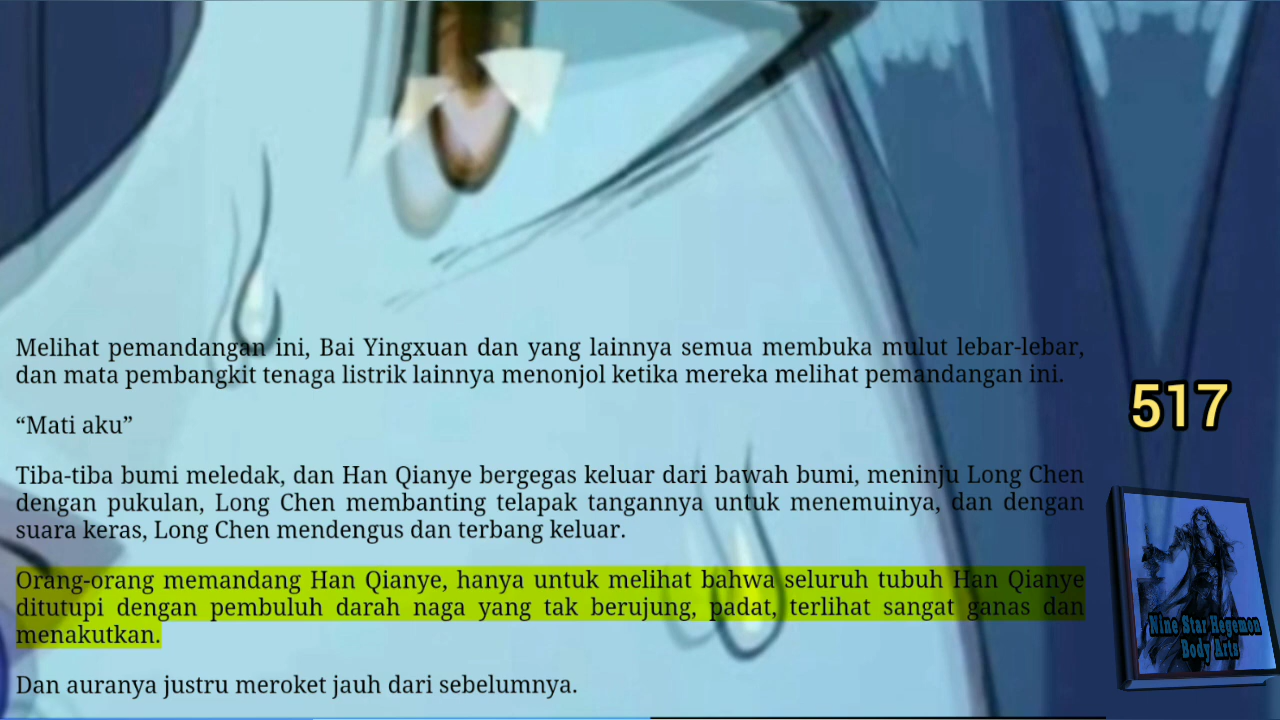 Melihat pemandangan ini, Bai Yingxuan dan yang lainnya semua membuka mulut lebar-lebar,
dan mata pembangkit tenaga listrik lainnya menonjol ketika mereka melihat pemandangan ini.
“Mati aku”
Tiba-tiba bumi meledak, dan Han Qianye bergegas keluar dari bawah bumi, meninju Long Chen
dengan pukulan, Long Chen membanting telapak tangannya untuk menemuinya, dan dengan
suara keras, Long Chen mendengus dan terbang keluar.
Orang-orang memandang Han Qianye, hanya untuk melihat bahwa seluruh tubuh Han Qianye
ditutupi dengan pembuluh darah naga yang tak berujung, padat, terlihat sangat ganas dan
menakutkan.
Dan auranya justru meroket jauh dari sebelumnya.
517
Nine Star Hegemon
Body Arts